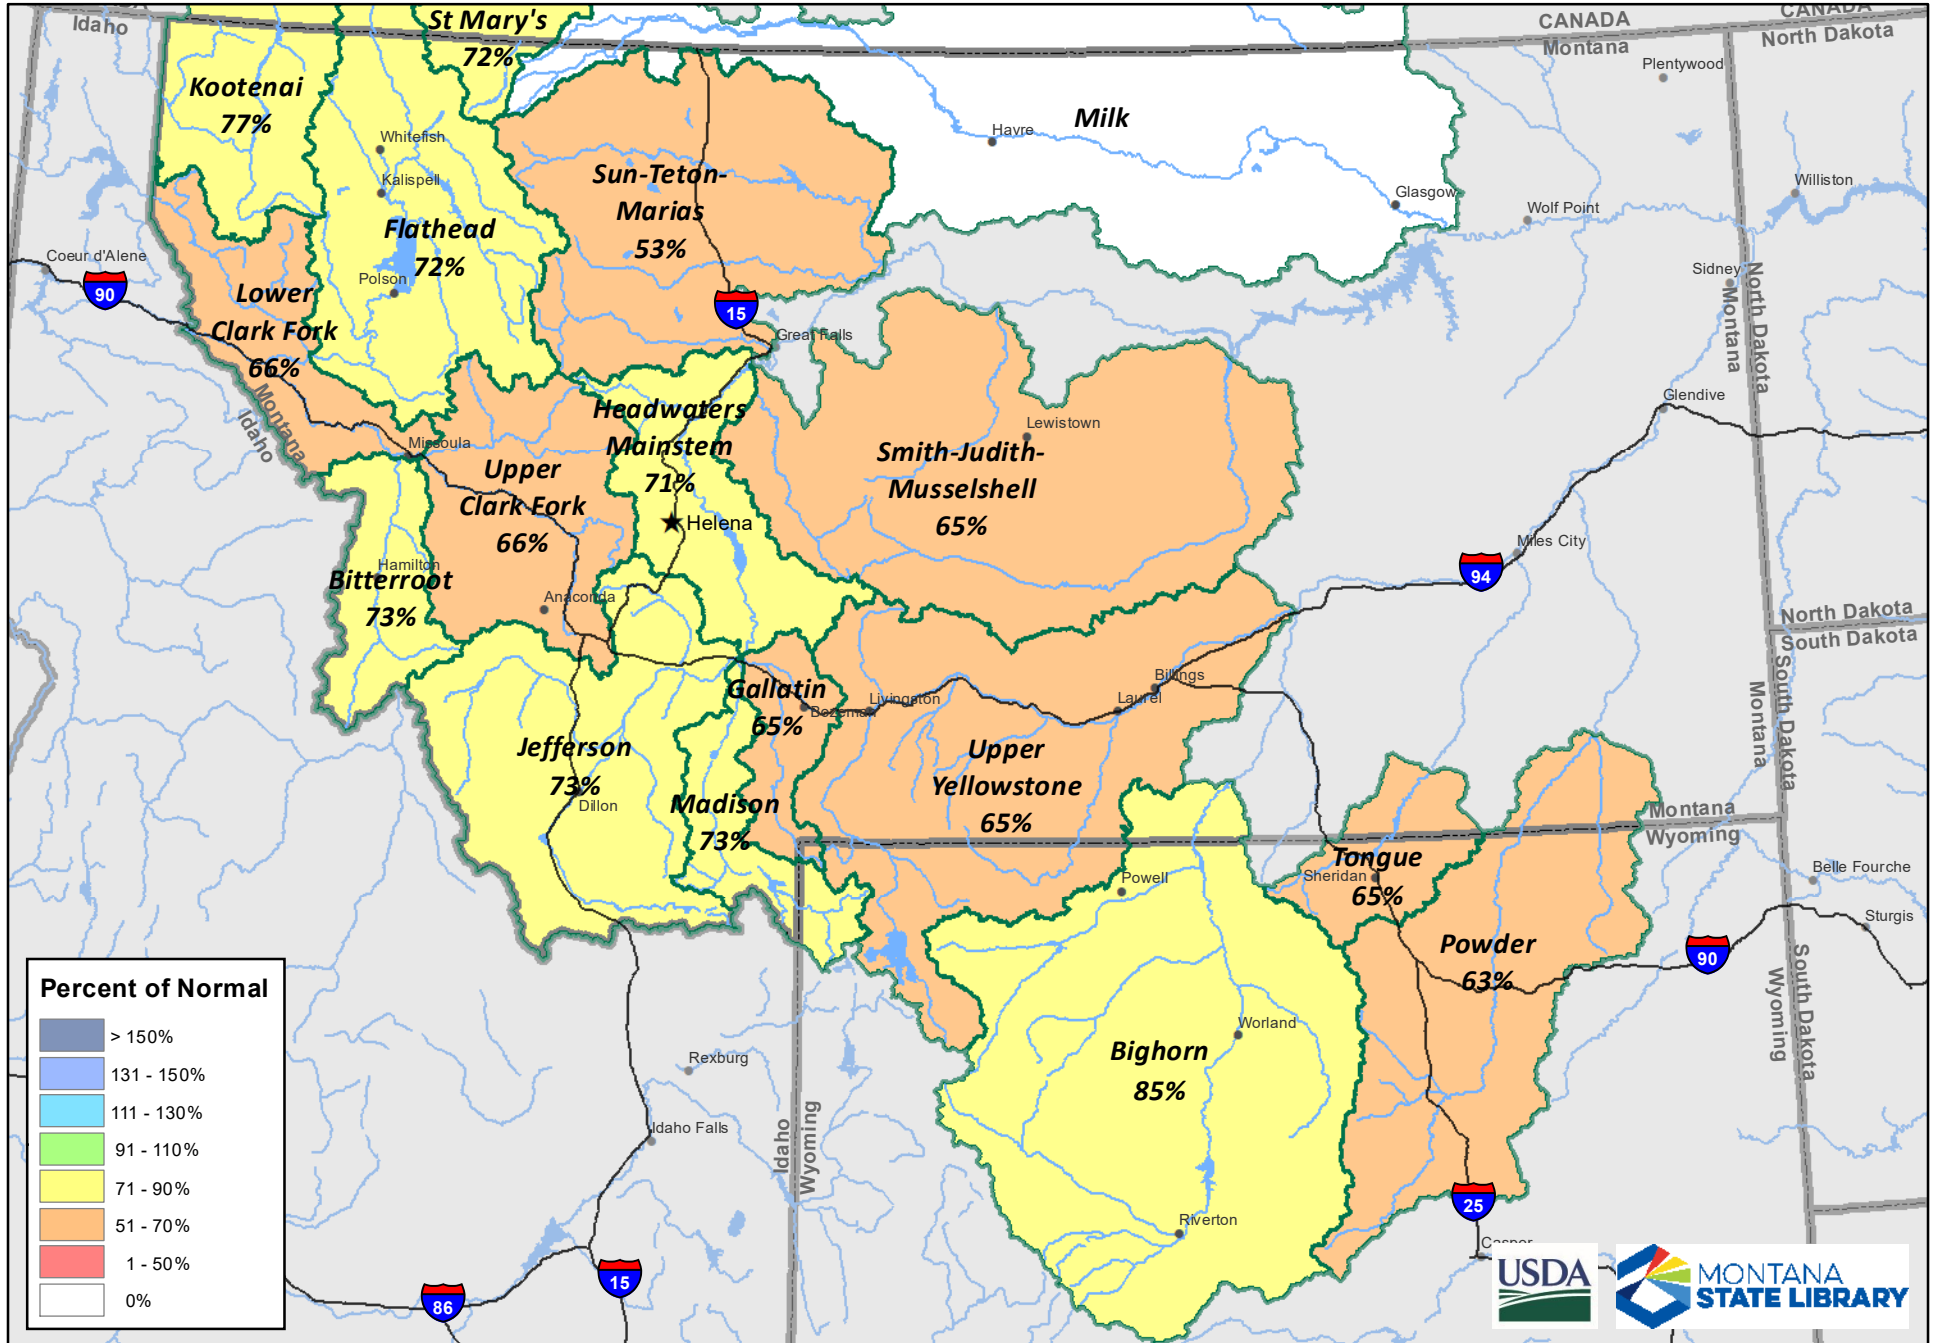 Idaho
CANADA
Montana
CANADA
North Dakota
St Mary's
72%
Kootenai
77%
Whitefish
Kalispell
Flathead
72%
Polson
Sun-Teton-
Marias
53%
Milk
Havre
Glasgow
Plentywood
Wolf Point
Williston
Sidney
Montana
North Dakota
Coeur d'Alene
90
Lower
Clark Fork
66%
Montana
Idaho
15
Great Falls
Headwaters
Mainstem
71%
Helena
Missoula
Upper
Clark Fork
66%
Anaconda
Hamilton
Bitterroot
73%
Lewistown
Smith-Judith-
Musselshell
65%
Glendive
Miles City
94
North Dakota
South Dakota
Montana
South Dakota
Gallatin
65%
Bozeman
Livingston
Billings
Laurel
Jefferson
73%
Dillon
Madison
73%
Upper
Yellowstone
65%
Montana
Wyoming
Tongue
Sheridan
65%
Powell
Powder
63%
Belle Fourche
Sturgis
90
Wyoming
South Dakota
Bighorn
85%
Worland
Riverton
Rexburg
Idaho Falls
Idaho
Wyoming
25
Casper
15
86
Percent of Normal
> 150%
131 - 150%
111 - 130%
91 - 110%
71 - 90%
51 - 70%
1 - 50%
0%
USDA
MONTANA
STATE LIBRARY